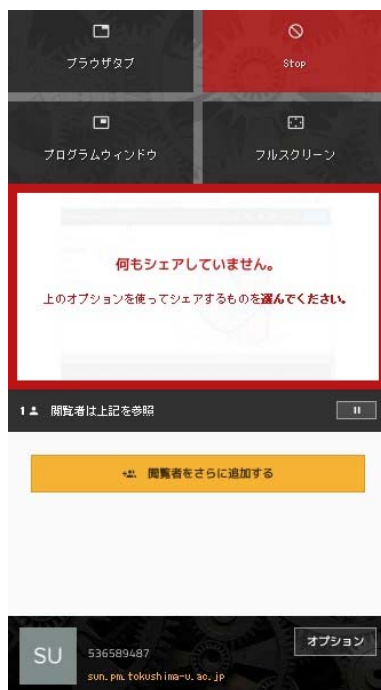 ブラウザタブ
Stop
プログラムウィンドウ
フルスクリーン
何もシェアしていません。
上のオプションを使ってシェアするものを選んでください。
1 閲覧者は上記を参照
閲覧者をさらに追加する
SU
536589487
オプション
sun.pm.tokushima-u.ac.jp